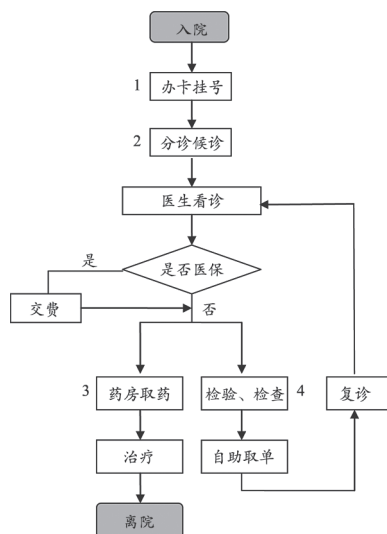 入院
1 办卡挂号
2 分诊候诊
医生看诊
是 是否医保
交费 否
3 药房取药 检验、检查 4 复诊
治疗 自助取单
离院